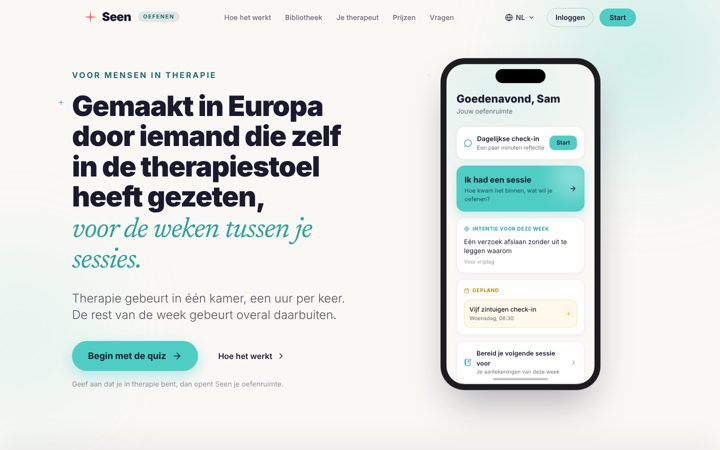 Seen OEFENEN
Hoe het werkt Bibliotheek Je therapeut Prijzen Vragen
NL Inloggen Start
VOOR MENSEN IN THERAPIE
Gemaakt in Europa
door iemand die zelf
in de therapiestoel
heeft gezeten,
voor de weken tussen je
sessies.
Therapie gebeurt in één kamer, een uur per keer.
De rest van de week gebeurt overal daarbuiten.
Begin met de quiz
Hoe het werkt
Geef aan dat je in therapie bent, dan opent Seen je oefenruimte.
Goedenavond, Sam
Jouw oefenruimte
Dagelijkse check-in
Een paar minuten reflectie
Start
Ik had een sessie
Hoe kwam het binnen, wat wil je
oefenen?
INTENTIE VOOR DEZE WEEK
Eén verzoek afslaan zonder uit te
leggen waarom
Voor vrijdag
GEPLAND
Vijf zintuigen check-in
Woensdag, 08:30
Bereid je volgende sessie
voor
Je aantekeningen van deze week